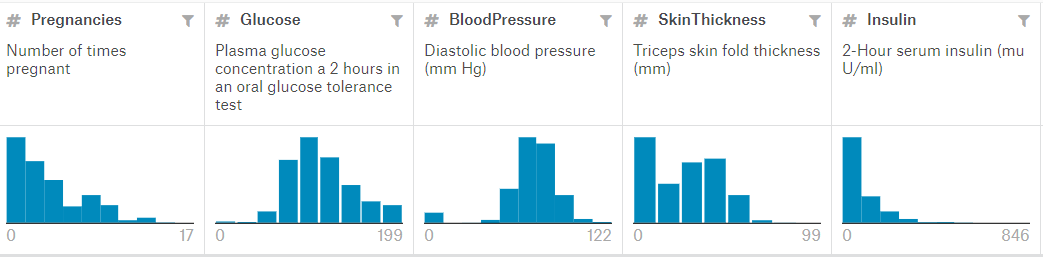 # Pregnancies
Number of times
pregnant
0 17
# Glucose
Plasma glucose
concentration a 2 hours in
an oral glucose tolerance
test
0 199
# BloodPressure
Diastolic blood pressure
(mm Hg)
0 122
# SkinThickness
Triceps skin fold thickness
(mm)
0 99
# Insulin
2-Hour serum insulin (mu
U/ml)
0 846